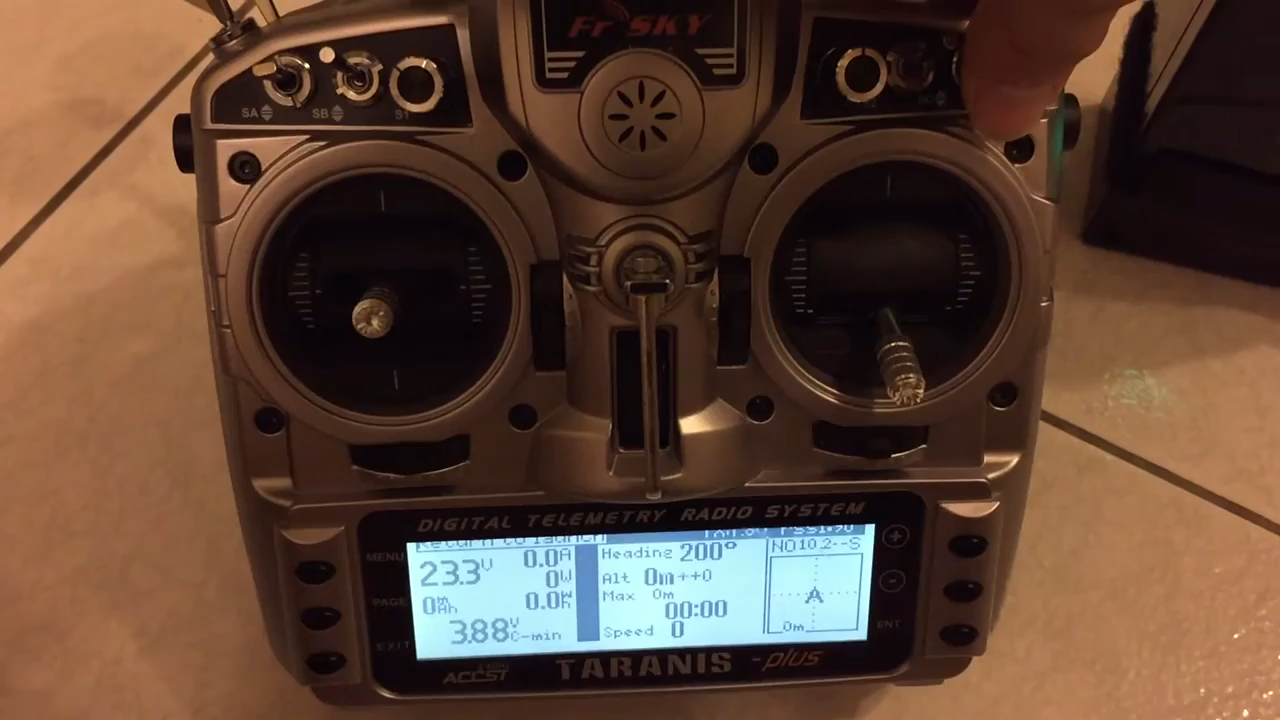 FrSKY
SA SB S1
DIGITAL TELEMETRY RADIO SYSTEM
Return to launch
MENU
PAGE
EXIT
23.3V 0.0A
0W
0mAh 0.0Wh
3.88V C-min
Heading 200°
Alt 0m++0
Max 0m
00:00
Speed 0
NO10.2--S
0m
ENT
ACCST
TARANIS -plus